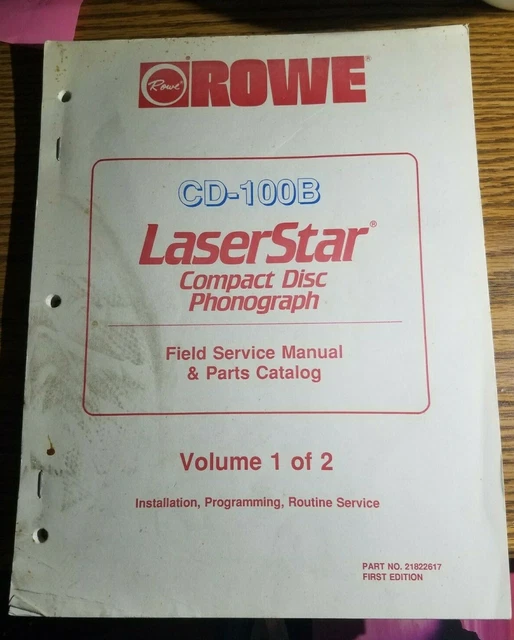 Rowe® ROWE®
CD-100B
LaserStar®
Compact Disc
Phonograph
Field Service Manual
& Parts Catalog
Volume 1 of 2
Installation, Programming, Routine Service
PART NO. 21822617
FIRST EDITION